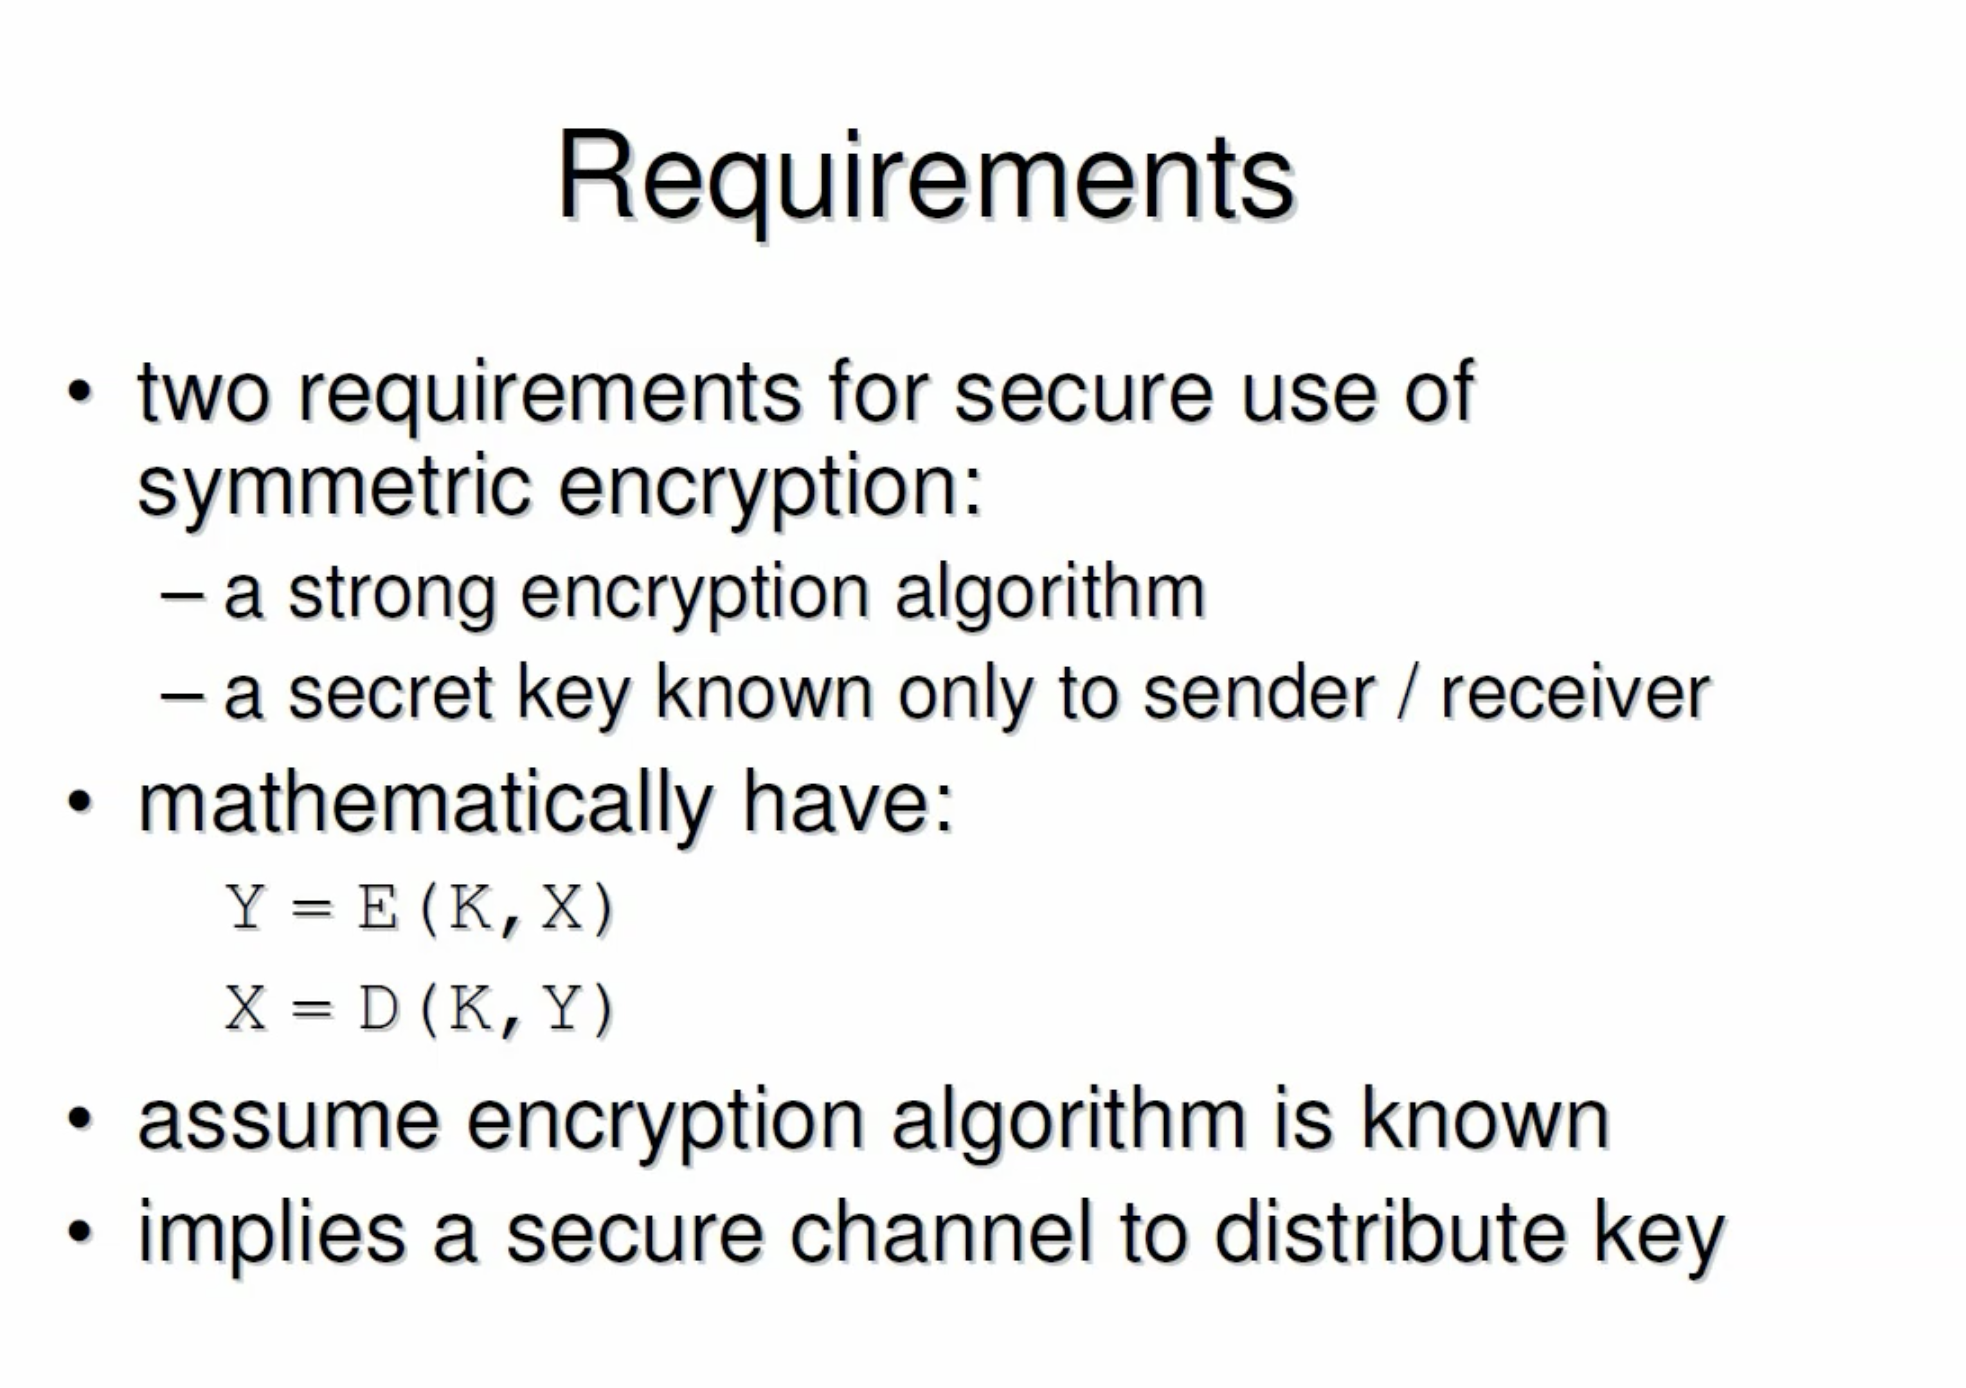 Requirements
• two requirements for secure use of
symmetric encryption:
– a strong encryption algorithm
– a secret key known only to sender / receiver
• mathematically have:
Y = E(K, X)
X = D(K, Y)
• assume encryption algorithm is known
• implies a secure channel to distribute key